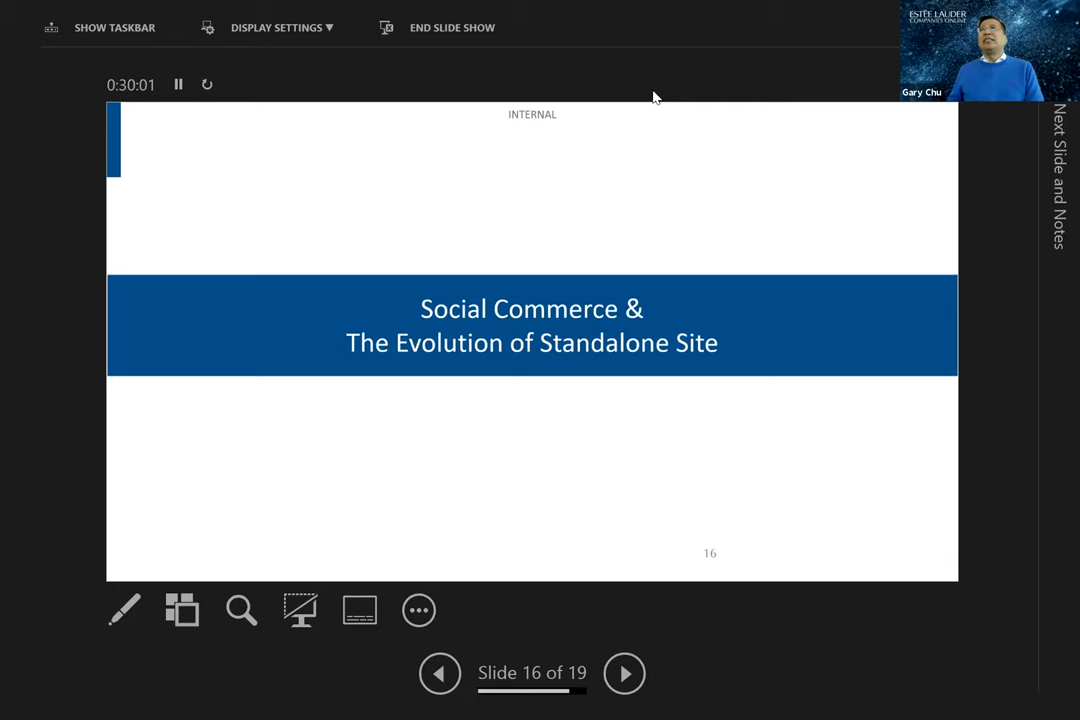 SHOW TASKBAR
DISPLAY SETTINGS ▼
END SLIDE SHOW
ESTĒE LAUDER
COMPANIES ONLINE
Gary Chu
0:30:01
INTERNAL
Next Slide and Notes
Social Commerce &
The Evolution of Standalone Site
16
Slide 16 of 19